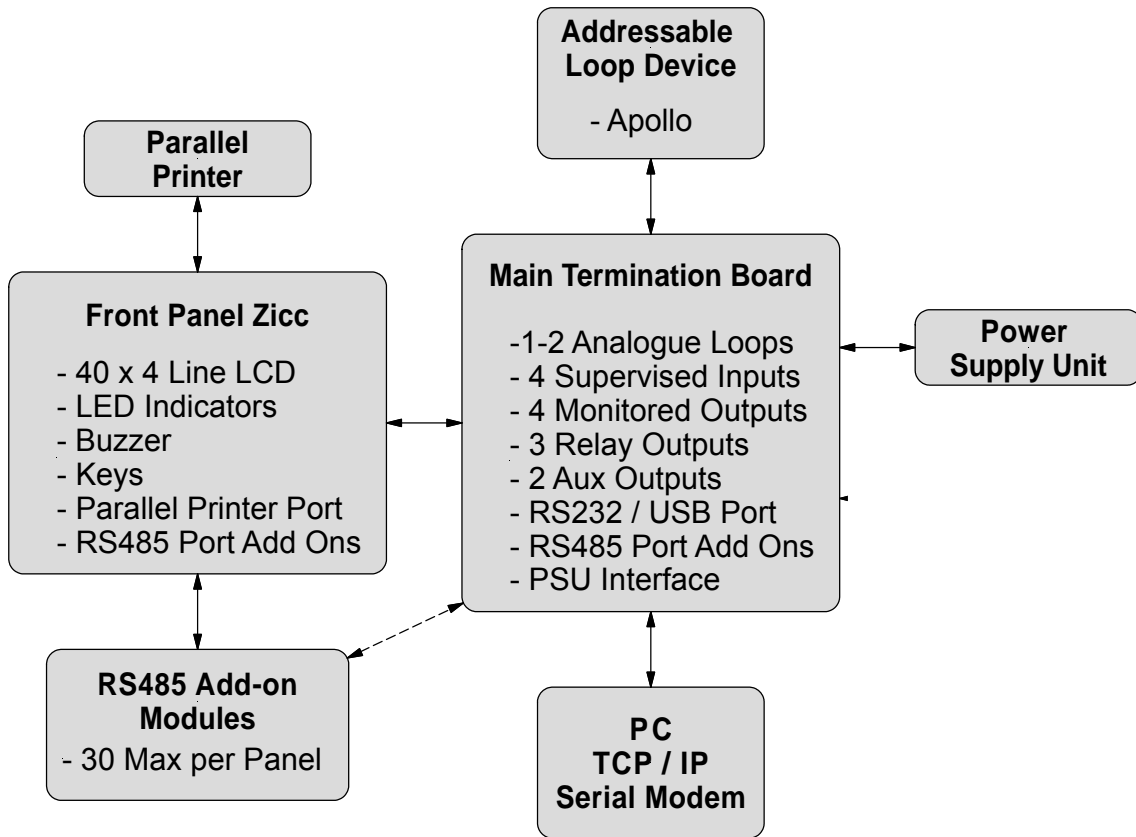 Addressable
Loop Device
- Apollo
Parallel
Printer
Main Termination Board
-1-2 Analogue Loops
- 4 Supervised Inputs
- 4 Monitored Outputs
- 3 Relay Outputs
- 2 Aux Outputs
- RS232 / USB Port
- RS485 Port Add Ons
- PSU Interface
Front Panel Zicc
- 40 x 4 Line LCD
- LED Indicators
- Buzzer
- Keys
- Parallel Printer Port
- RS485 Port Add Ons
Power
Supply Unit
RS485 Add-on
Modules
- 30 Max per Panel
PC
TCP / IP
Serial Modem